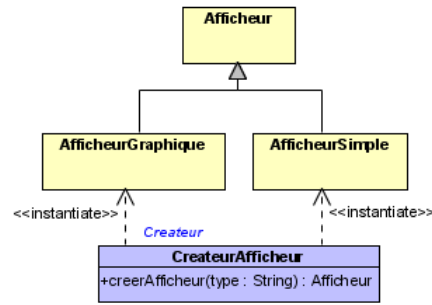 Afficheur
AfficheurGraphique
AfficheurSimple
<<instantiate>>
<<instantiate>>
Createur
CreateurAfficheur
+creerAfficheur(type : String) : Afficheur